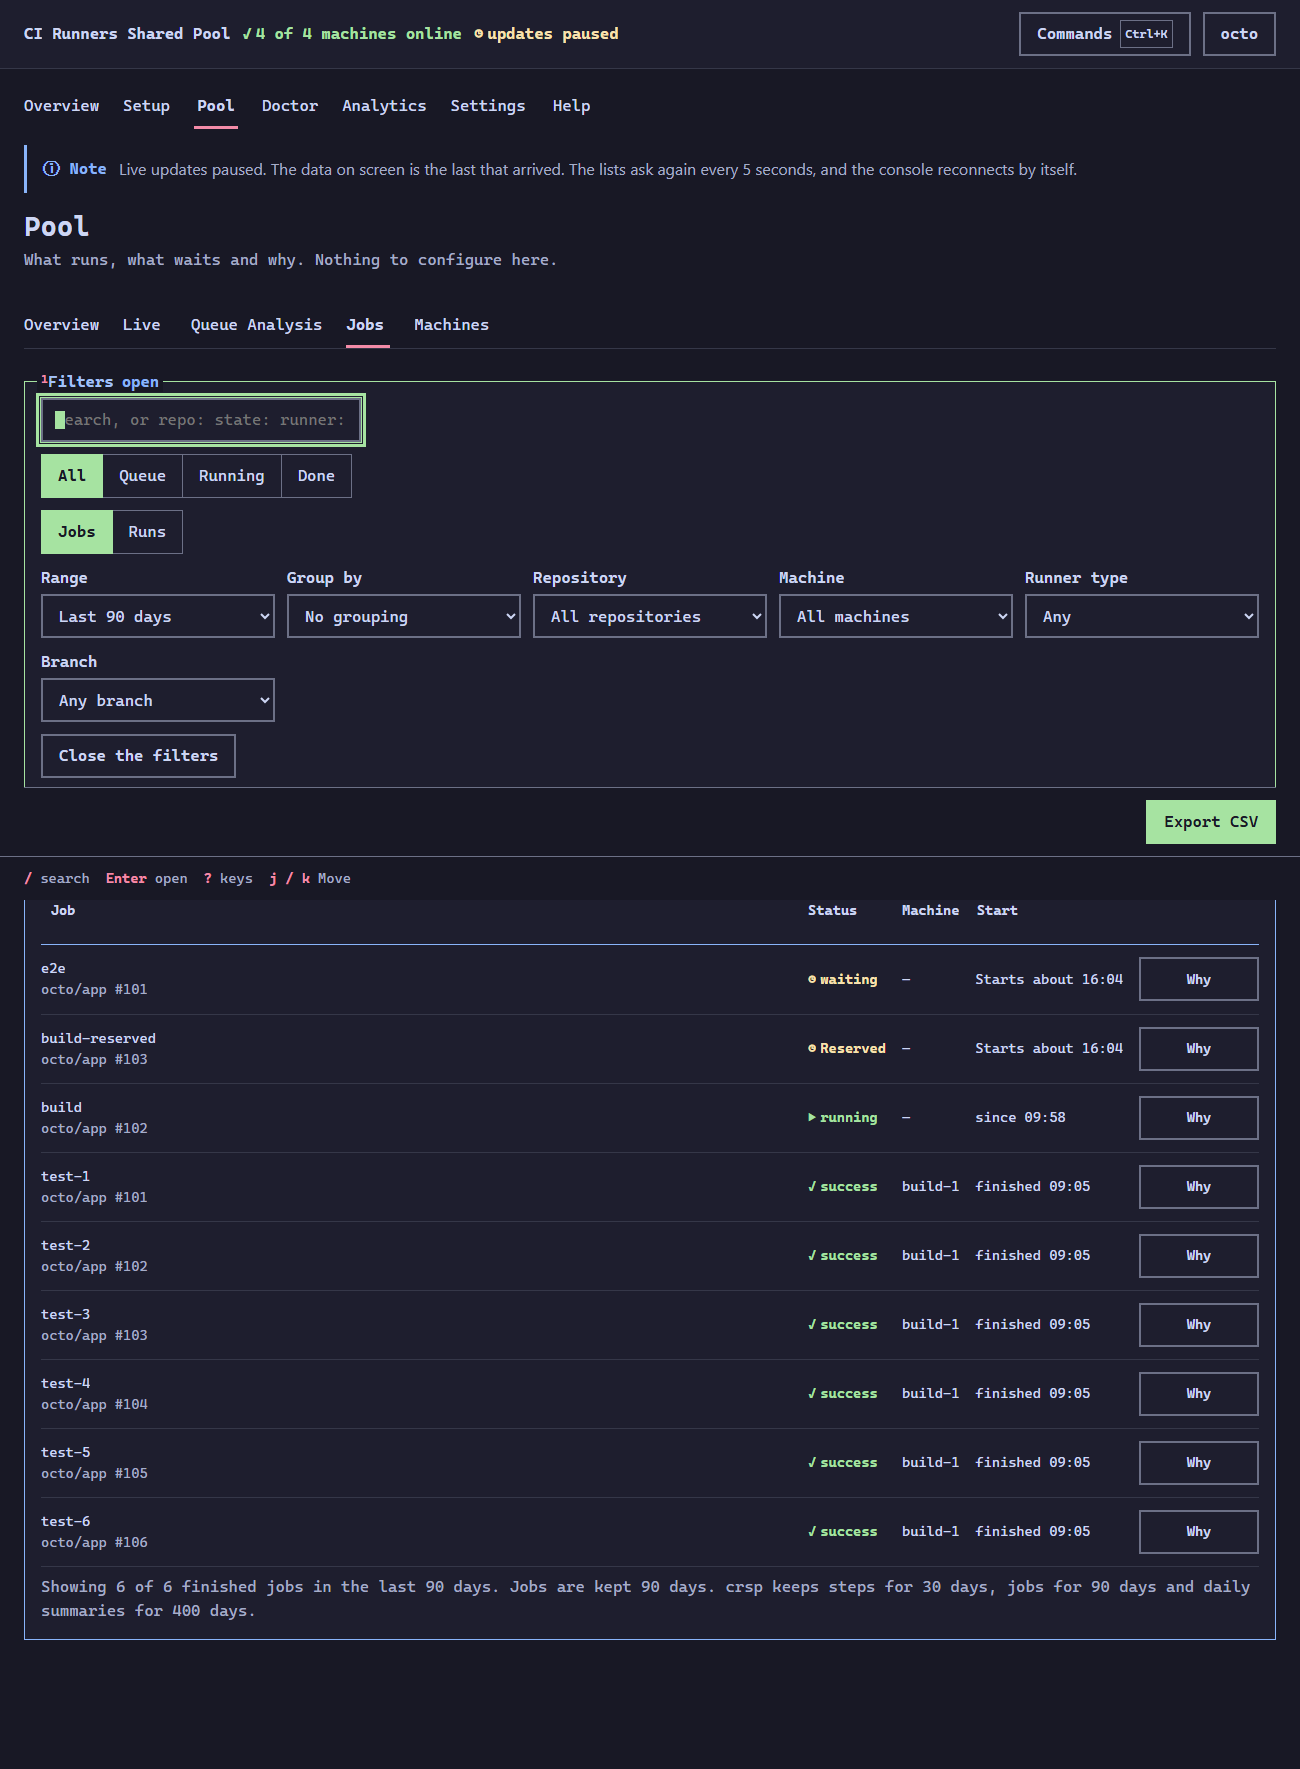 CI Runners Shared Pool ✓4 of 4 machines online updates paused
Commands Ctrl+K octo
Overview Setup Pool Doctor Analytics Settings Help
Note Live updates paused. The data on screen is the last that arrived. The lists ask again every 5 seconds, and the console reconnects by itself.
Pool
What runs, what waits and why. Nothing to configure here.
Overview Live Queue Analysis Jobs Machines
1Filters open
earch, or repo: state: runner:
All Queue Running Done
Jobs Runs
Range Group by Repository Machine Runner type
Last 90 days No grouping All repositories All machines Any
Branch
Any branch
Close the filters
Export CSV
/ search Enter open ? keys j / k Move
Job Status Machine Start
e2e
octo/app #101
waiting – Starts about 16:04 Why
build-reserved
octo/app #103
Reserved – Starts about 16:04 Why
build
octo/app #102
running – since 09:58 Why
test-1
octo/app #101
✓success build-1 finished 09:05 Why
test-2
octo/app #102
✓success build-1 finished 09:05 Why
test-3
octo/app #103
✓success build-1 finished 09:05 Why
test-4
octo/app #104
✓success build-1 finished 09:05 Why
test-5
octo/app #105
✓success build-1 finished 09:05 Why
test-6
octo/app #106
✓success build-1 finished 09:05 Why
Showing 6 of 6 finished jobs in the last 90 days. Jobs are kept 90 days. crsp keeps steps for 30 days, jobs for 90 days and daily
summaries for 400 days.